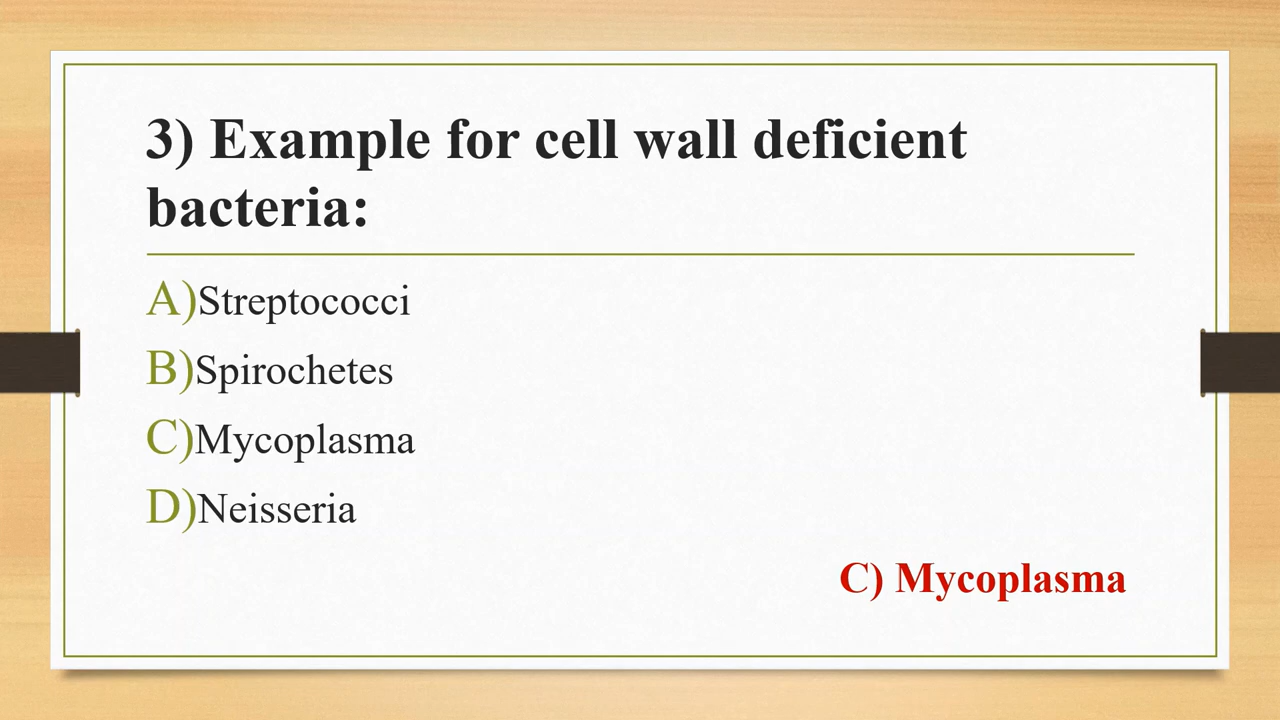 3) Example for cell wall deficient
bacteria:
A)Streptococci
B)Spirochetes
C)Mycoplasma
D)Neisseria
C) Mycoplasma